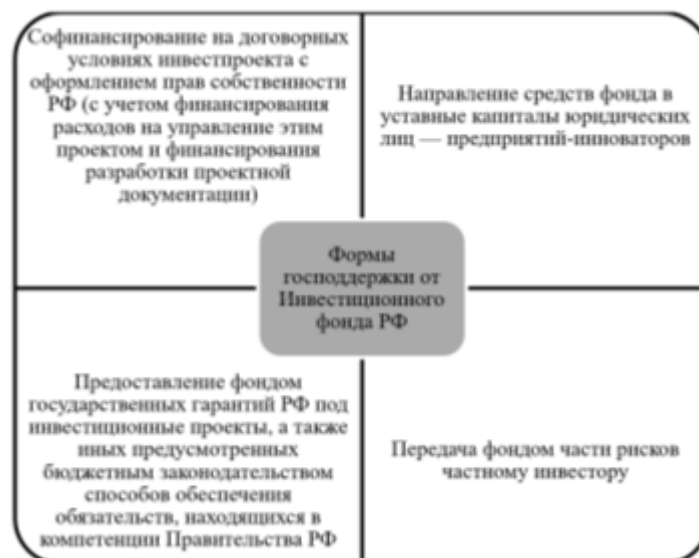 Софинансирование на договорных
условиях инвестпроекта с
оформлением прав собственности
РФ (с учетом финансирования
расходов на управление этим
проектом и финансирования
разработки проектной
документации)
Направление средств фонда в
уставные капиталы юридических
лиц — предприятий-инноваторов
Формы
господдержки от
Инвестиционного
фонда РФ
Предоставление фондом
государственных гарантий РФ под
инвестиционные проекты, а также
иных предусмотренных
бюджетным законодательством
способов обеспечения
обязательств, находящихся в
компетенции Правительства РФ
Передача фондом части рисков
частному инвестору